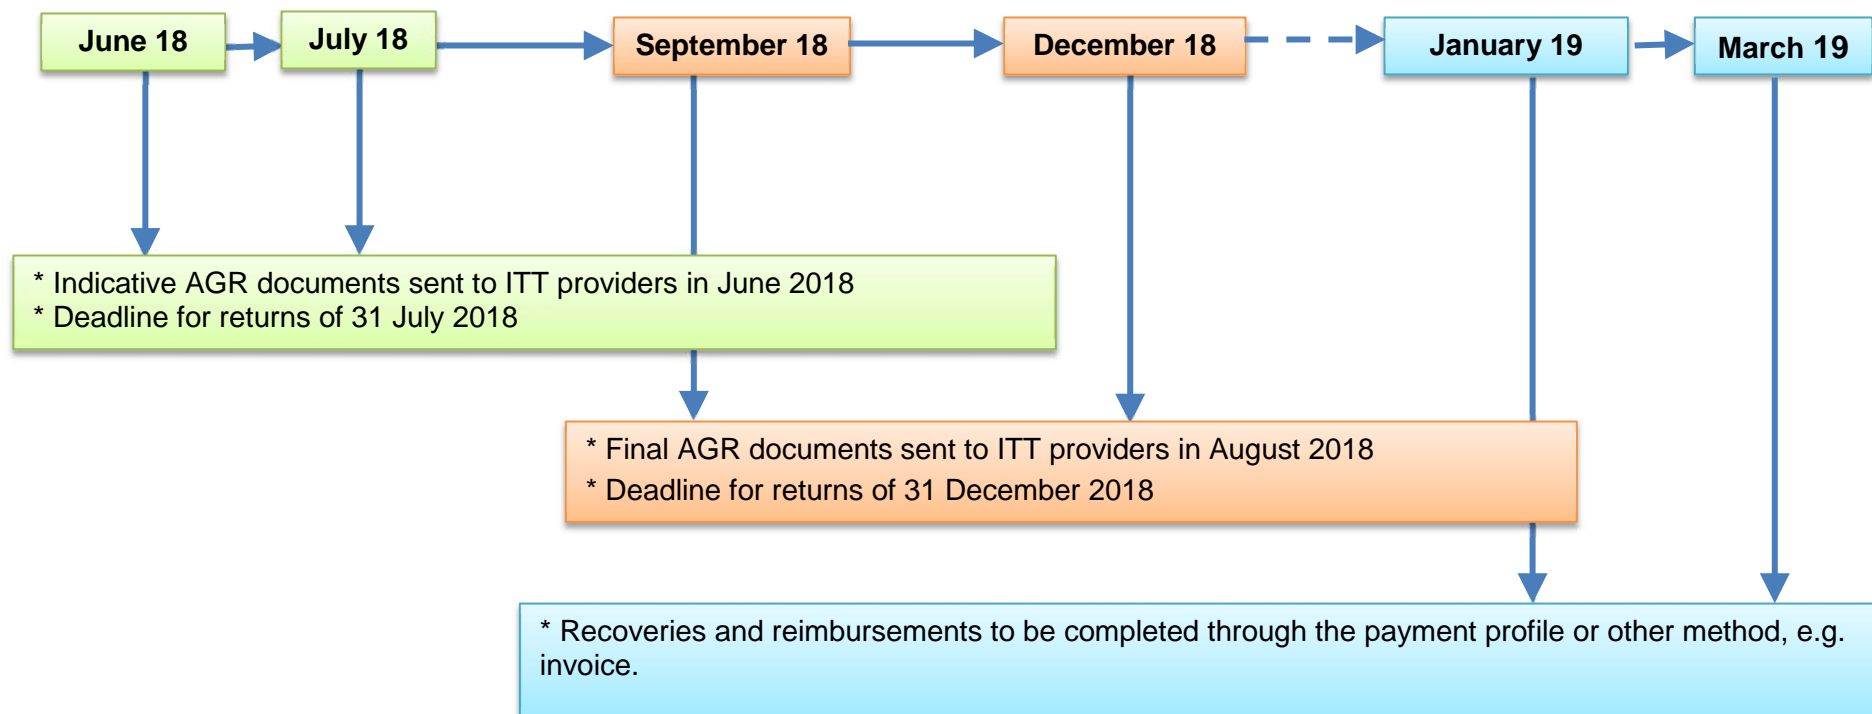 June 18
July 18
September 18
December 18
January 19
March 19
* Indicative AGR documents sent to ITT providers in June 2018
* Deadline for returns of 31 July 2018
* Final AGR documents sent to ITT providers in August 2018
* Deadline for returns of 31 December 2018
* Recoveries and reimbursements to be completed through the payment profile or other method, e.g.
invoice.